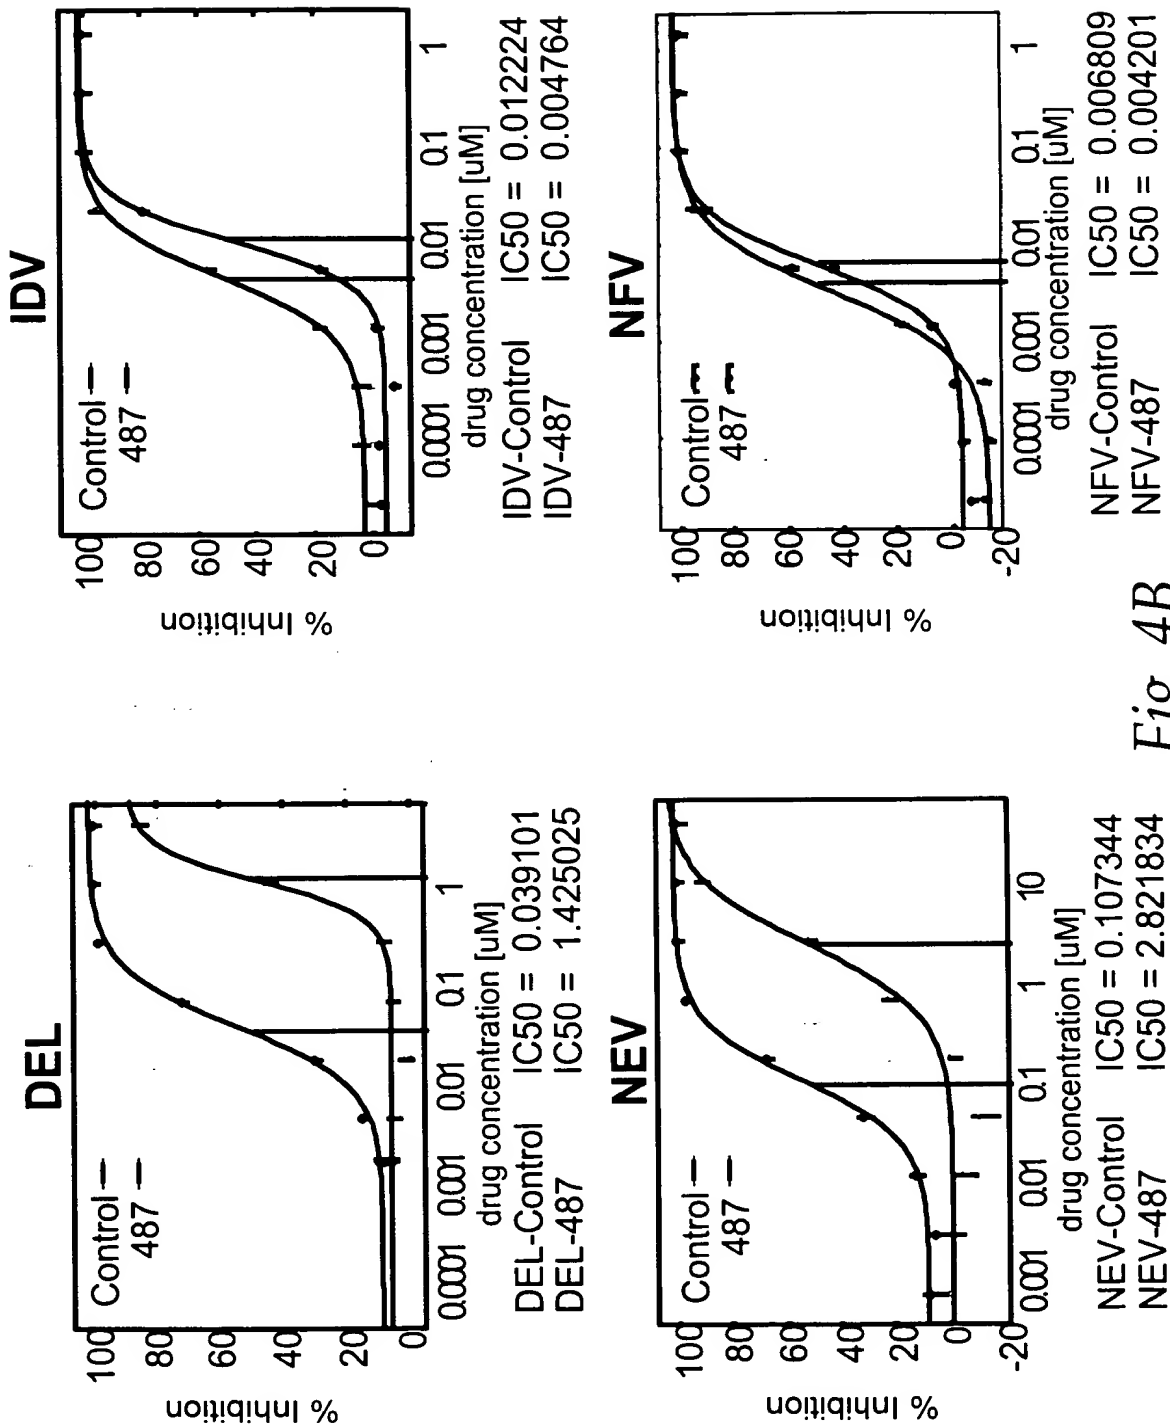 DEL
Control
487
% Inhibition
100
80
60
40
20
0
0.0001 0.001 0.01 0.1 1
drug concentration [uM]
DEL-Control IC50 = 0.039101
DEL-487 IC50 = 1.425025
IDV
Control
487
% Inhibition
100
80
60
40
20
0
0.0001 0.001 0.01 0.1 1
drug concentration [uM]
IDV-Control IC50 = 0.012224
IDV-487 IC50 = 0.004764
NEV
Control
487
% Inhibition
100
80
60
40
20
0
-20
0.001 0.01 0.1 1 10
drug concentration [uM]
NEV-Control IC50 = 0.107344
NEV-487 IC50 = 2.821834
NFV
Control
487
% Inhibition
100
80
60
40
20
0
-20
0.0001 0.001 0.01 0.1 1
drug concentration [uM]
NFV-Control IC50 = 0.006809
NFV-487 IC50 = 0.004201
Fig 4B